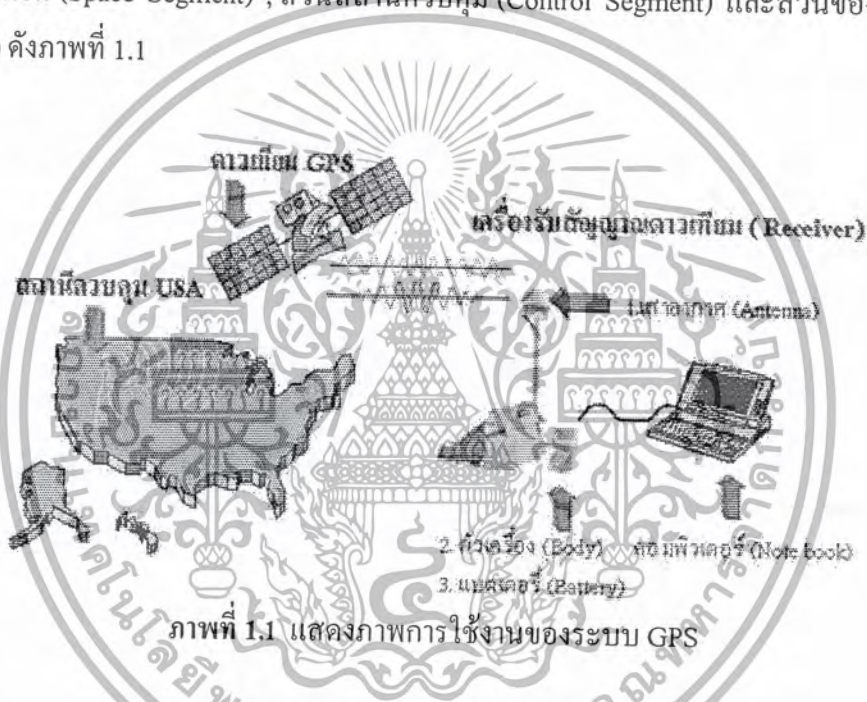 (Space Segment) , ส่วนสถานีควบคุม (Control Segment) และส่วนของ
ดังภาพที่ 1.1
ดาวเทียม GPS
เครื่องรับสัญญาณดาวเทียม (Receiver)
สถานีควบคุม USA
1.เสาอากาศ (Antenna)
2. ตัวเครื่อง (Body) คอมพิวเตอร์ (Note book)
3. แบตเตอรี่ (Battery)
ภาพที่ 1.1 แสดงภาพการใช้งานของระบบ GPS